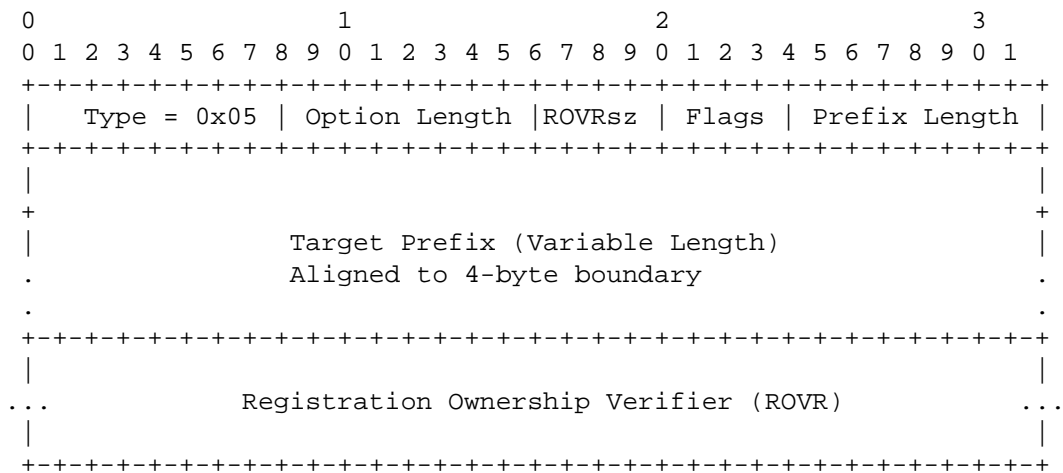 0                   1                   2                   3
0 1 2 3 4 5 6 7 8 9 0 1 2 3 4 5 6 7 8 9 0 1 2 3 4 5 6 7 8 9 0 1
+-+-+-+-+-+-+-+-+-+-+-+-+-+-+-+-+-+-+-+-+-+-+-+-+-+-+-+-+-+-+-+-+
|   Type = 0x05 | Option Length |ROVRsz | Flags | Prefix Length |
+-+-+-+-+-+-+-+-+-+-+-+-+-+-+-+-+-+-+-+-+-+-+-+-+-+-+-+-+-+-+-+-+
|                                                               |
+                                                               +
|                Target Prefix (Variable Length)                |
.                Aligned to 4-byte boundary                     .
.                                                               .
+-+-+-+-+-+-+-+-+-+-+-+-+-+-+-+-+-+-+-+-+-+-+-+-+-+-+-+-+-+-+-+-+
|                                                               |
...            Registration Ownership Verifier (ROVR)           ...
|                                                               |
+-+-+-+-+-+-+-+-+-+-+-+-+-+-+-+-+-+-+-+-+-+-+-+-+-+-+-+-+-+-+-+-+